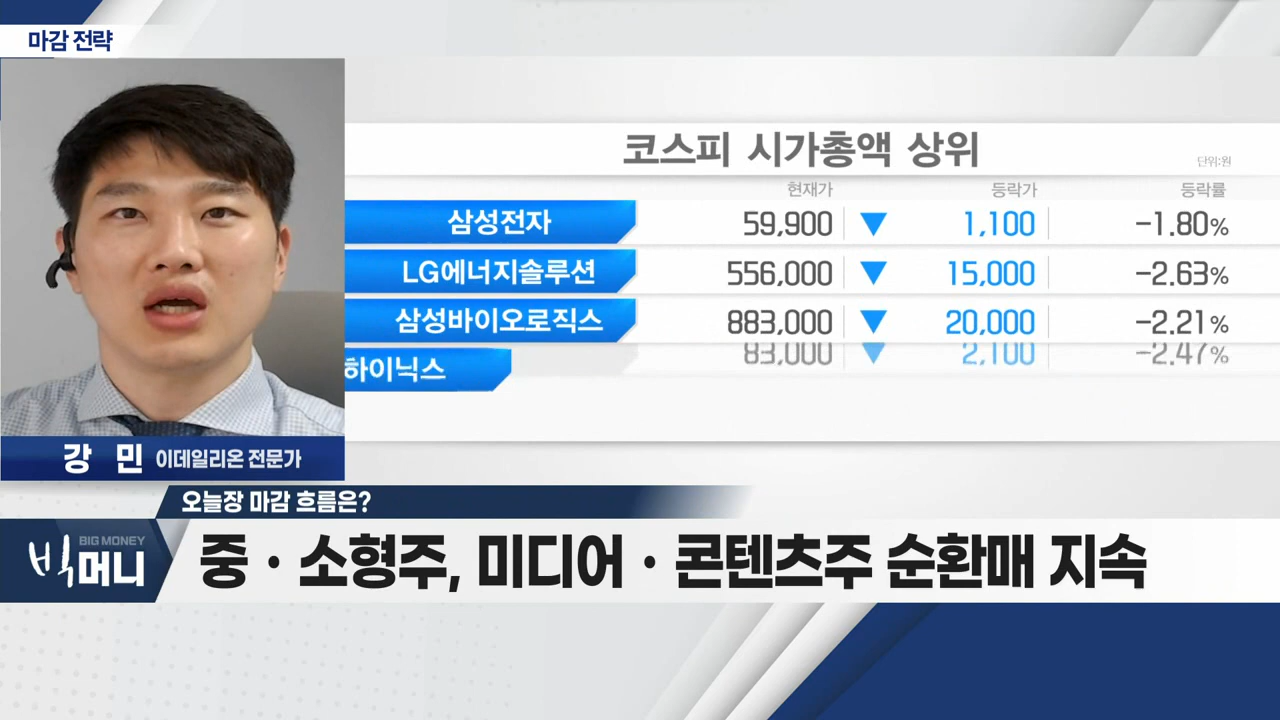 마감 전략
코스피 시가총액 상위
단위:원
현재가 등락가 등락률
삼성전자 59,900 ▼ 1,100 -1.80%
LG에너지솔루션 556,000 ▼ 15,000 -2.63%
삼성바이오로직스 883,000 ▼ 20,000 -2.21%
하이닉스 83,000 ▼ 2,100 -2.47%
강 민 이데일리온 전문가
오늘장 마감 흐름은?
BIG MONEY
빅머니
중·소형주, 미디어·콘텐츠주 순환매 지속